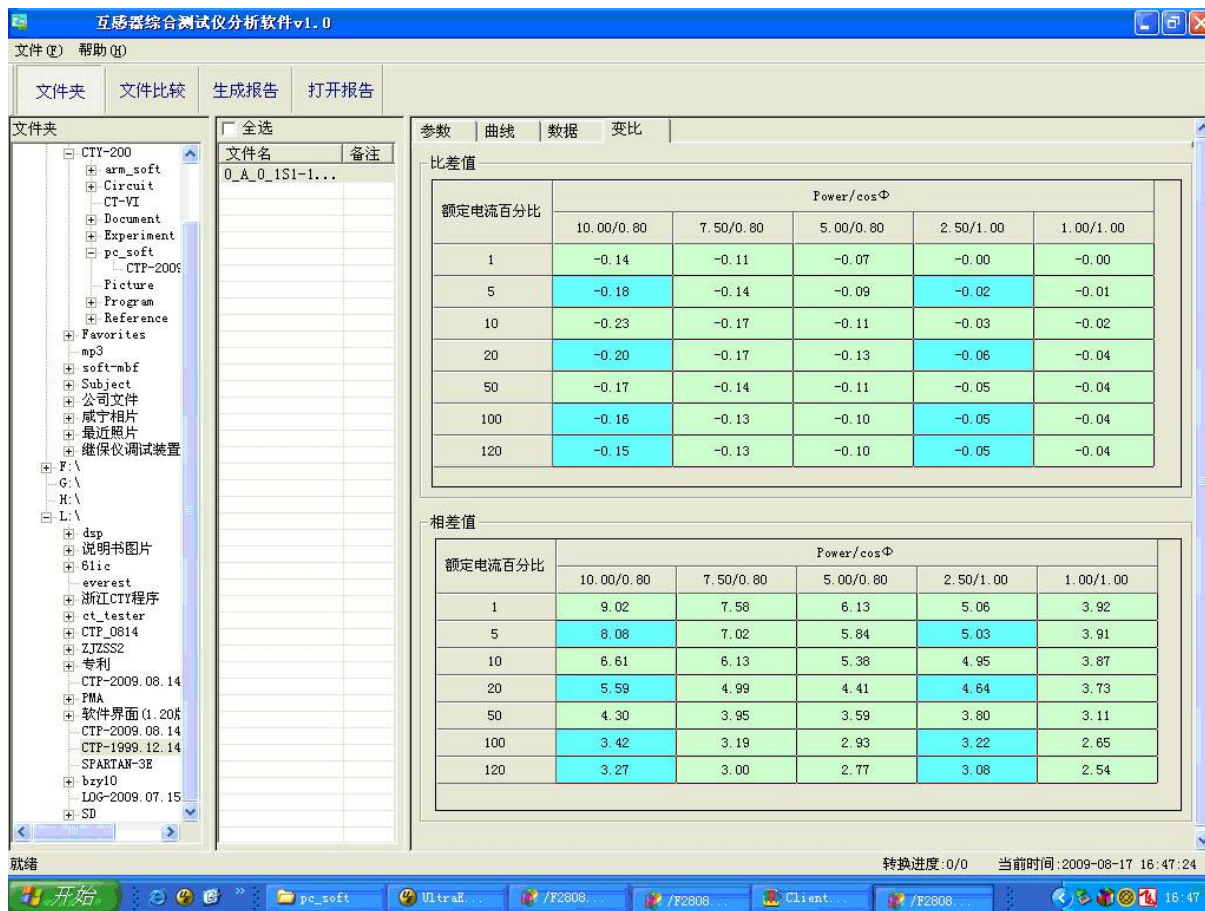 互感器综合测试仪分析软件v1.0
文件(F) 帮助(H)
文件夹 文件比较 生成报告 打开报告
文件夹
CTY-200
arm_soft
Circuit
CT-VI
Document
Experiment
pc_soft
CTP-2009
Picture
Program
Reference
Favorites
mp3
soft-mbf
Subject
公司文件
咸宁相片
最近照片
继保仪调试装置
F:\
G:\
H:\
L:\
dsp
说明书图片
61ic
everest
浙江CTY程序
ct_tester
CTP_0814
ZJZSS2
专利
CTP-2009.08.14
PMA
软件界面(1.20版
CTP-2009.08.14
CTP-1999.12.14
SPARTAN-3E
bzy10
LOG-2009.07.15
SD
全选
文件名 备注
0_A_0_1S1-1...
参数 曲线 数据 变比
比差值
额定电流百分比 Power/cosΦ
10.00/0.80 7.50/0.80 5.00/0.80 2.50/1.00 1.00/1.00
1 -0.14 -0.11 -0.07 -0.00 -0.00
5 -0.18 -0.14 -0.09 -0.02 -0.01
10 -0.23 -0.17 -0.11 -0.03 -0.02
20 -0.20 -0.17 -0.13 -0.06 -0.04
50 -0.17 -0.14 -0.11 -0.05 -0.04
100 -0.16 -0.13 -0.10 -0.05 -0.04
120 -0.15 -0.13 -0.10 -0.05 -0.04
相差值
额定电流百分比 Power/cosΦ
10.00/0.80 7.50/0.80 5.00/0.80 2.50/1.00 1.00/1.00
1 9.02 7.58 6.13 5.06 3.92
5 8.08 7.02 5.84 5.03 3.91
10 6.61 6.13 5.38 4.95 3.87
20 5.59 4.99 4.41 4.64 3.73
50 4.30 3.95 3.59 3.80 3.11
100 3.42 3.19 2.93 3.22 2.65
120 3.27 3.00 2.77 3.08 2.54
就绪 转换进度:0/0 当前时间:2009-08-17 16:47:24
开始 pc_soft UltraE... /F2808... /F2808... Client... /F2808... 16:47